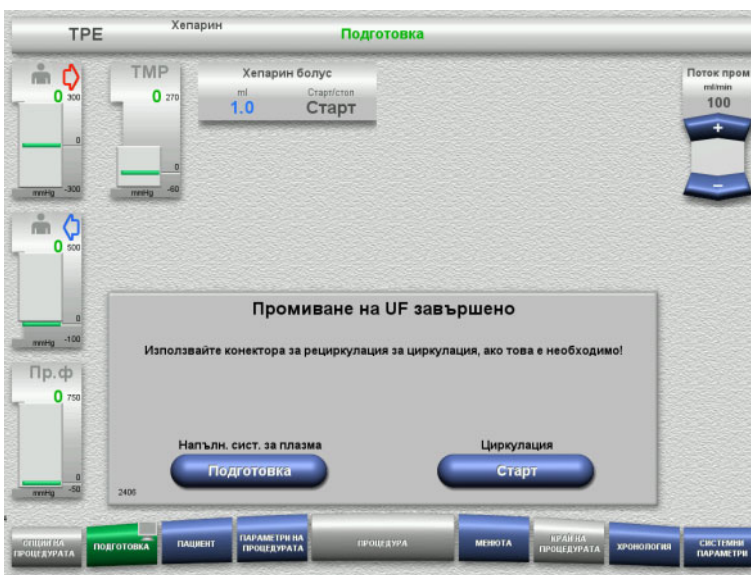 TPE
Хепарин
Подготовка
0
300
0
mmHg
-300
TMP
0
270
0
mmHg
-60
Хепарин болус
ml
Старт/стоп
1.0
Старт
Поток пром
ml/min
100
+
−
0
500
0
mmHg
-100
Пр.ф
0
750
0
mmHg
-50
Промиване на UF завършено
Използвайте конектора за рециркулация за циркулация, ако това е необходимо!
Напълн. сист. за плазма
Циркулация
Подготовка
Старт
2406
ОПЦИИ НА
ПРОЦЕДУРАТА
ПОДГОТОВКА
ПАЦИЕНТ
ПАРАМЕТРИ НА
ПРОЦЕДУРАТА
ПРОЦЕДУРА
МЕНЮТА
КРАЙ НА
ПРОЦЕДУРАТА
ХРОНОЛОГИЯ
СИСТЕМНИ
ПАРАМЕТРИ